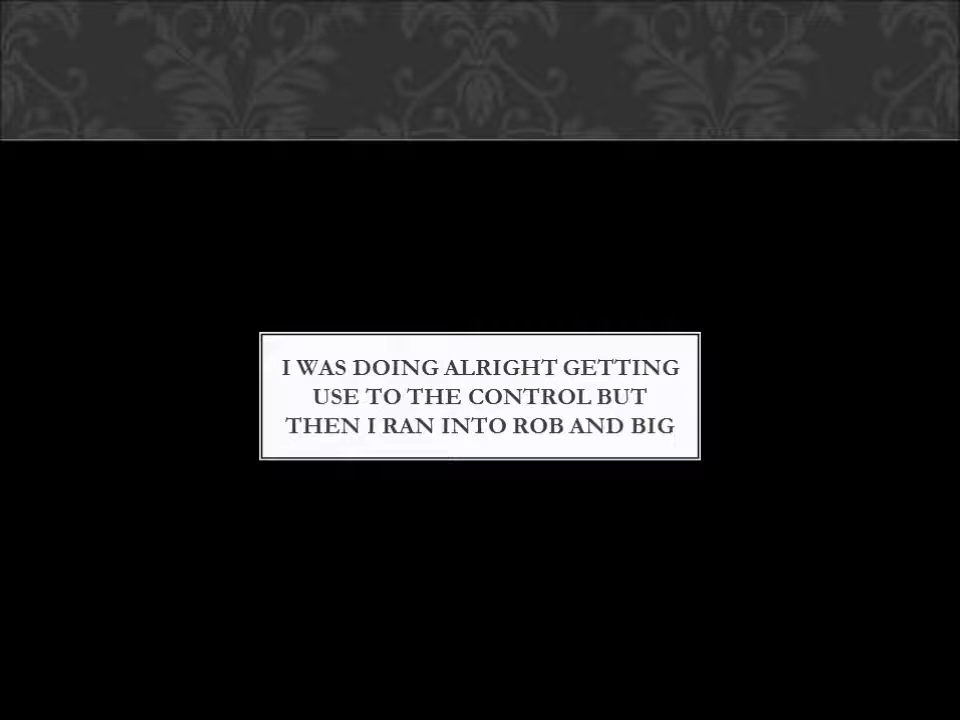 I WAS DOING ALRIGHT GETTING
USE TO THE CONTROL BUT
THEN I RAN INTO ROB AND BIG